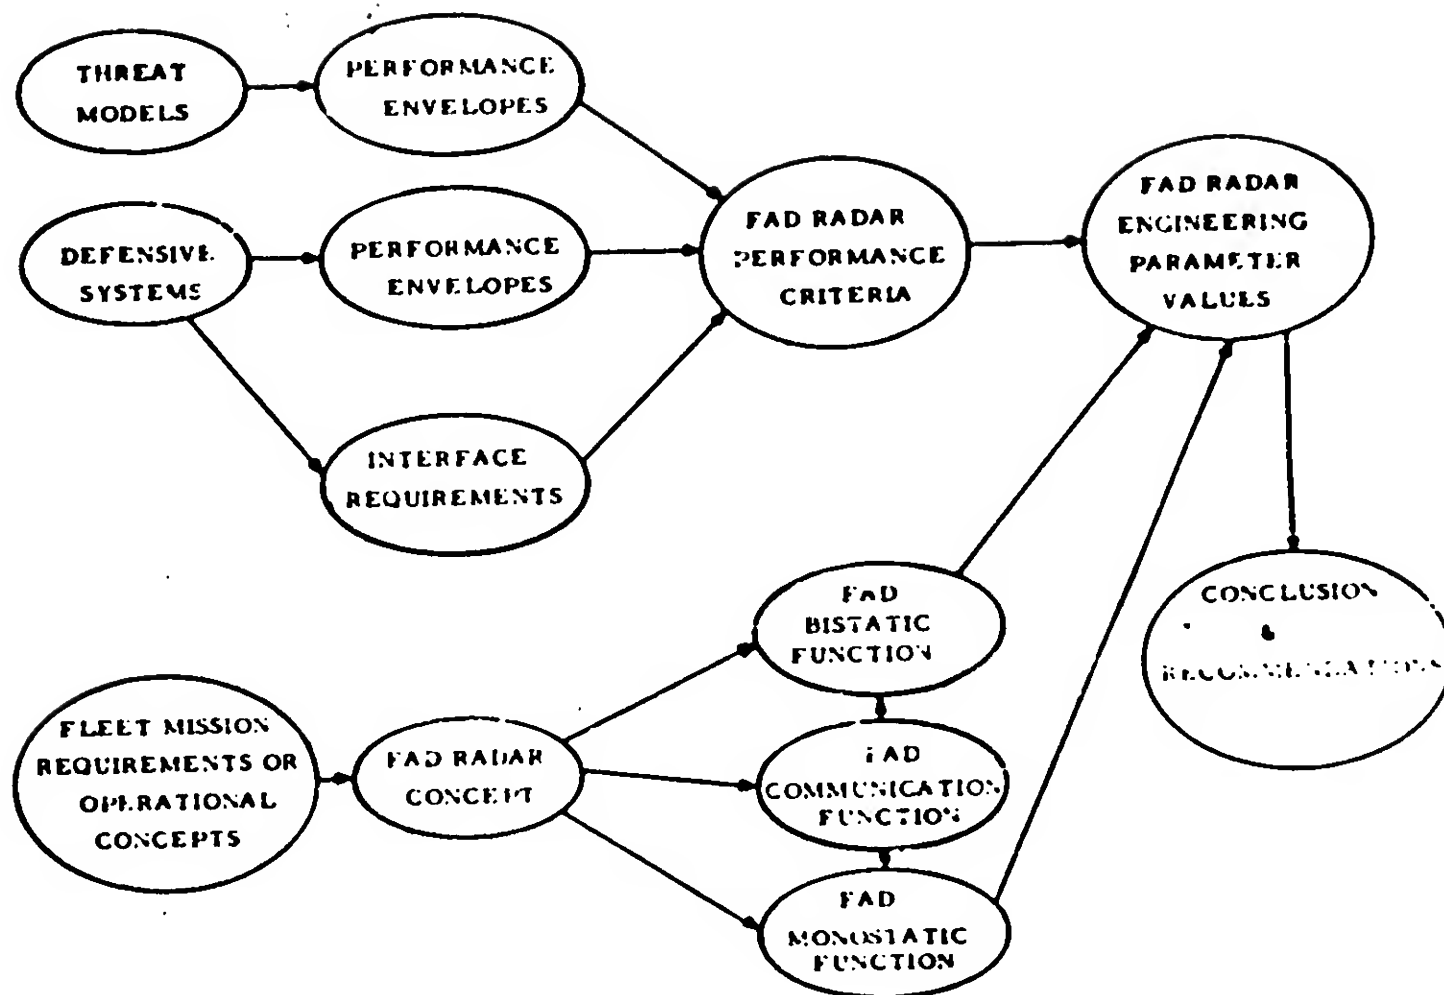 THREAT
MODELS
PERFORMANCE
ENVELOPES
DEFENSIVE
SYSTEMS
PERFORMANCE
ENVELOPES
INTERFACE
REQUIREMENTS
FAD RADAR
PERFORMANCE
CRITERIA
FAD RADAR
ENGINEERING
PARAMETER
VALUES
FLEET MISSION
REQUIREMENTS OR
OPERATIONAL
CONCEPTS
FAD RADAR
CONCEPT
FAD
BISTATIC
FUNCTION
FAD
COMMUNICATION
FUNCTION
FAD
MONOSTATIC
FUNCTION
CONCLUSION
&
RECOMMENDATIONS